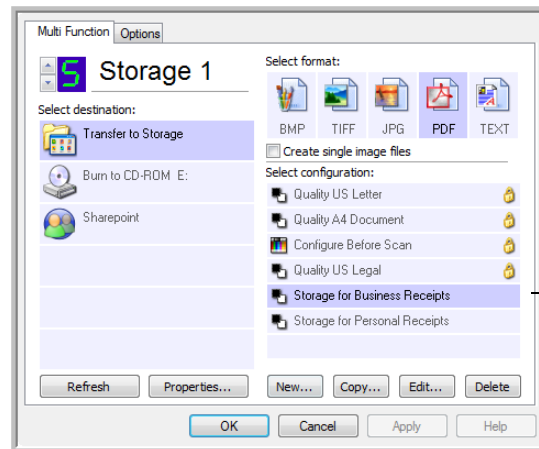 Multi Function Options
5 Storage 1
Select destination:
Transfer to Storage
Burn to CD-ROM E:
Sharepoint
Refresh Properties...
Select format:
BMP TIFF JPG PDF TEXT
Create single image files
Select configuration:
Quality US Letter
Quality A4 Document
Configure Before Scan
Quality US Legal
Storage for Business Receipts
Storage for Personal Receipts
New... Copy... Edit... Delete
OK Cancel Apply Help